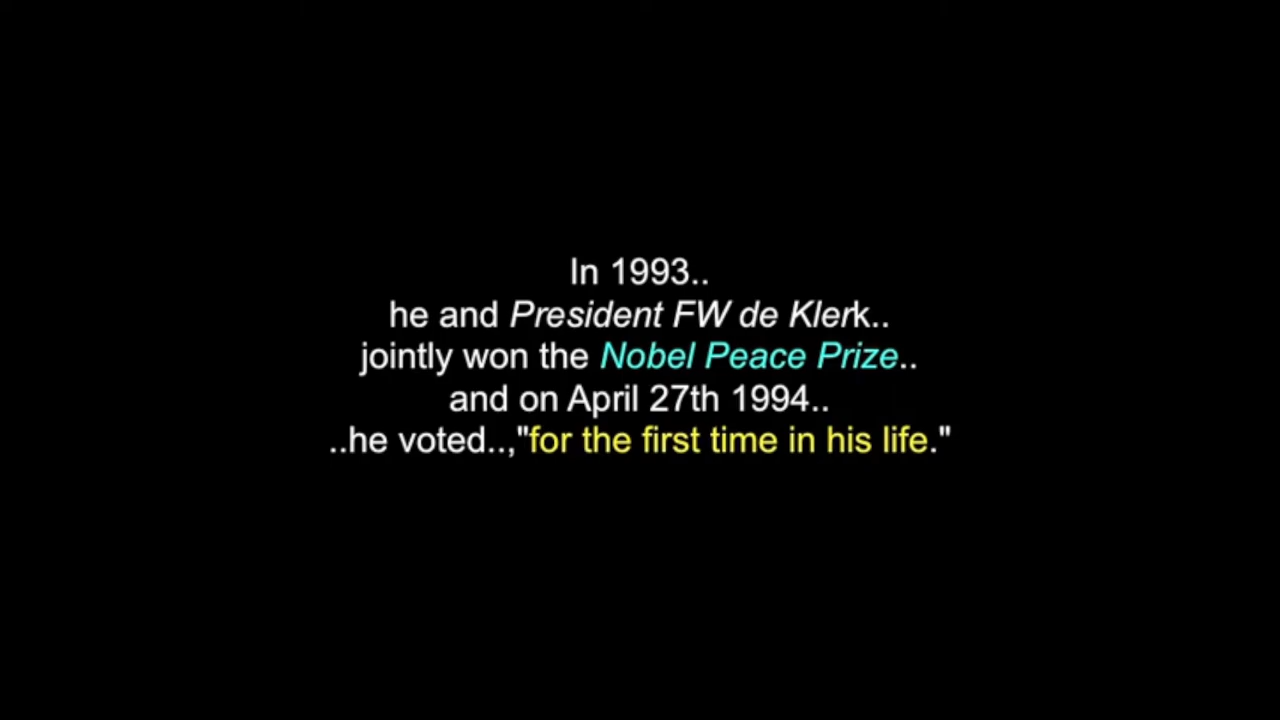 In 1993..
he and President FW de Klerk..
jointly won the Nobel Peace Prize..
and on April 27th 1994..
..he voted..,"for the first time in his life."